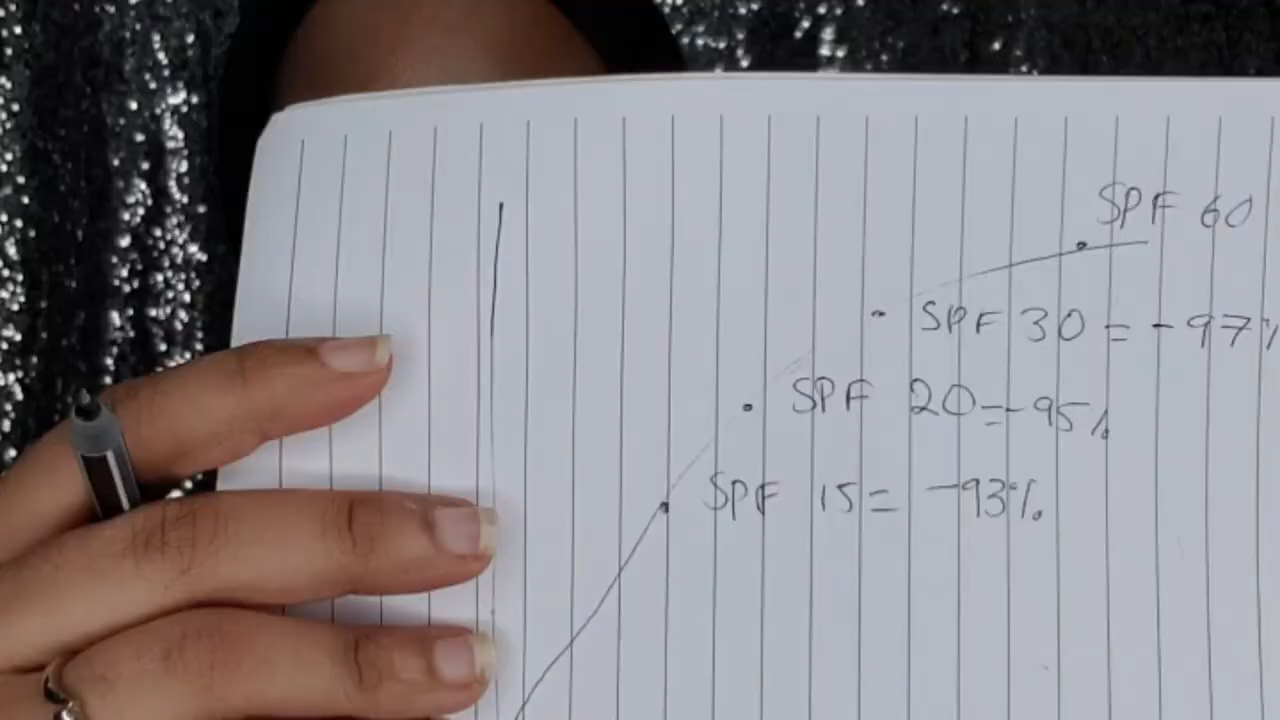 SPF 60
SPF 30 = -97%
SPF 20 = -95%
SPF 15 = -93%.